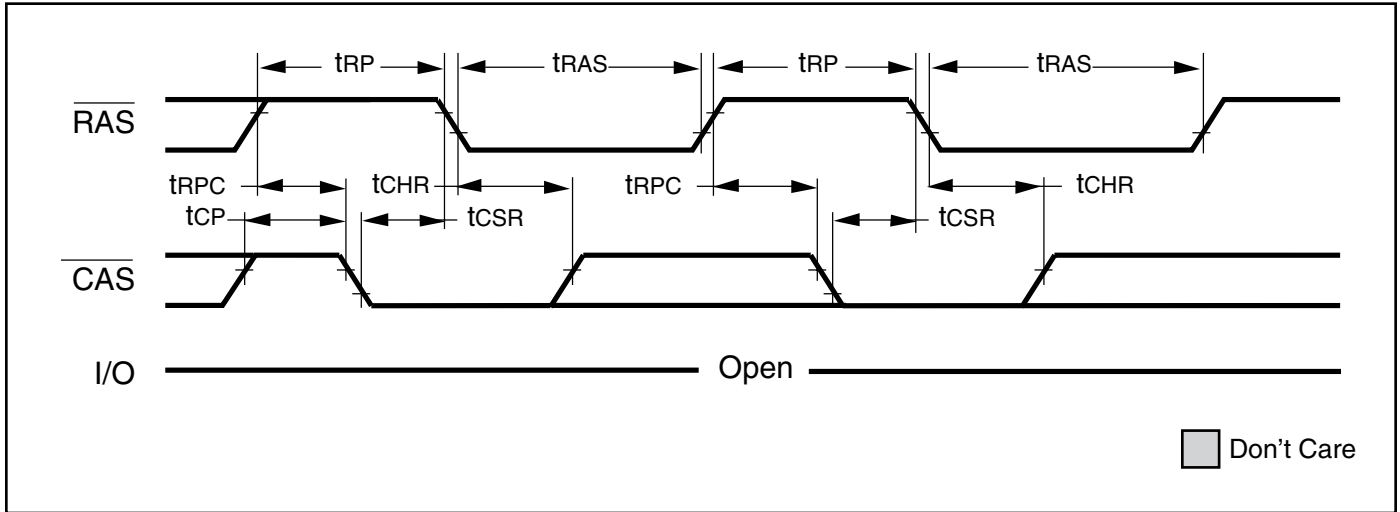 tRP tRAS tRP tRAS
RAS
tRPC tCHR tRPC tCHR
tCP tCSR tCSR
CAS
I/O Open
Don't Care